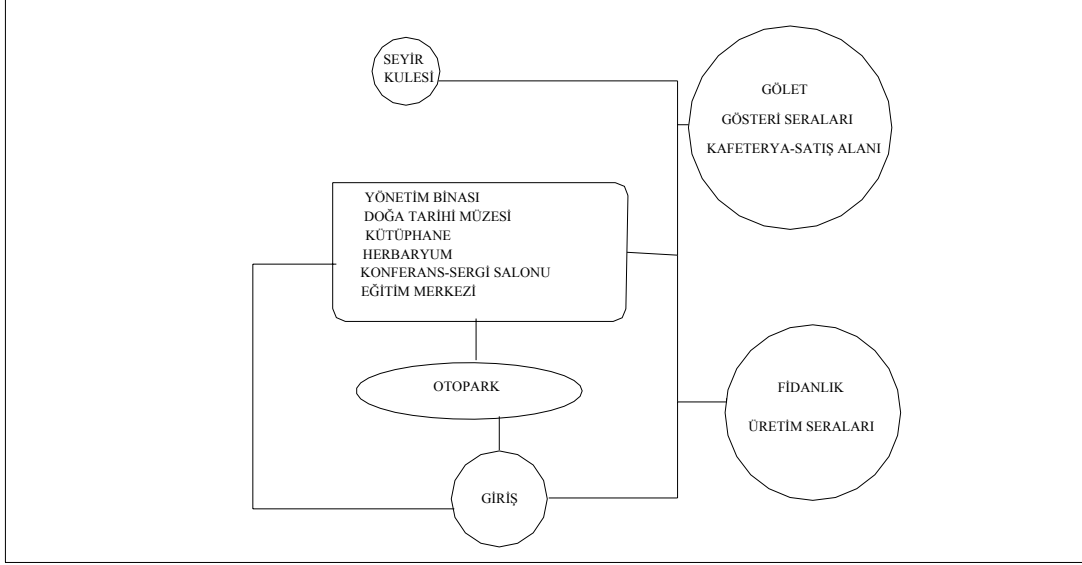 SEYİR
KULESİ
GÖLET
GÖSTERİ SERALARI
KAFETERYA-SATIŞ ALANI
YÖNETİM BİNASI
DOĞA TARİHİ MÜZESİ
KÜTÜPHANE
HERBARYUM
KONFERANS-SERGİ SALONU
EĞİTİM MERKEZİ
OTOPARK
FİDANLIK
ÜRETİM SERALARI
GİRİŞ